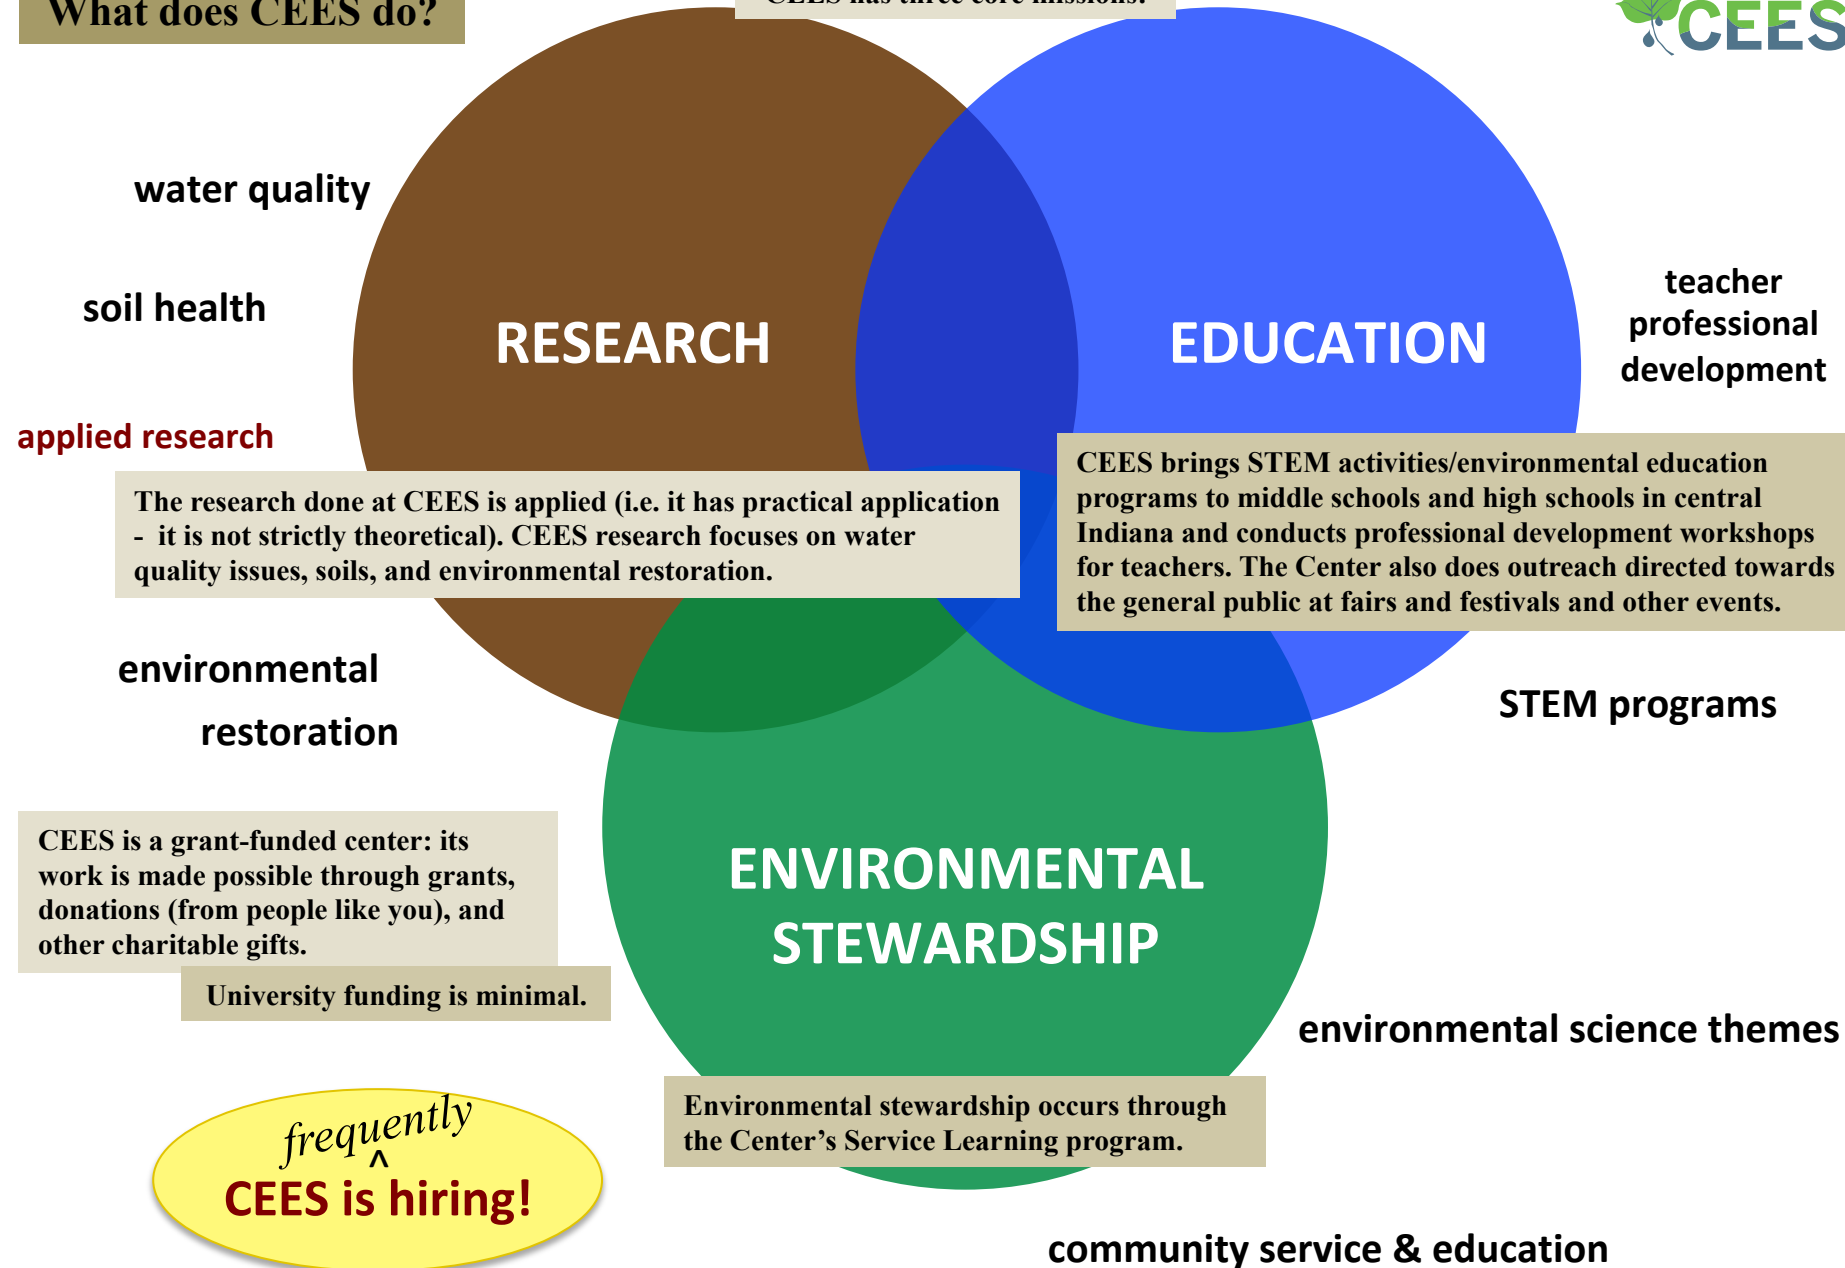 What does CEES do?
CEES has three core missions.
CEES
water quality
soil health
RESEARCH
EDUCATION
teacher
professional
development
applied research
The research done at CEES is applied (i.e. it has practical application
- it is not strictly theoretical). CEES research focuses on water
quality issues, soils, and environmental restoration.
CEES brings STEM activities/environmental education
programs to middle schools and high schools in central
Indiana and conducts professional development workshops
for teachers. The Center also does outreach directed towards
the general public at fairs and festivals and other events.
environmental
restoration
STEM programs
CEES is a grant-funded center: its
work is made possible through grants,
donations (from people like you), and
other charitable gifts.
University funding is minimal.
ENVIRONMENTAL
STEWARDSHIP
environmental science themes
Environmental stewardship occurs through
the Center’s Service Learning program.
frequently
^
CEES is hiring!
community service & education